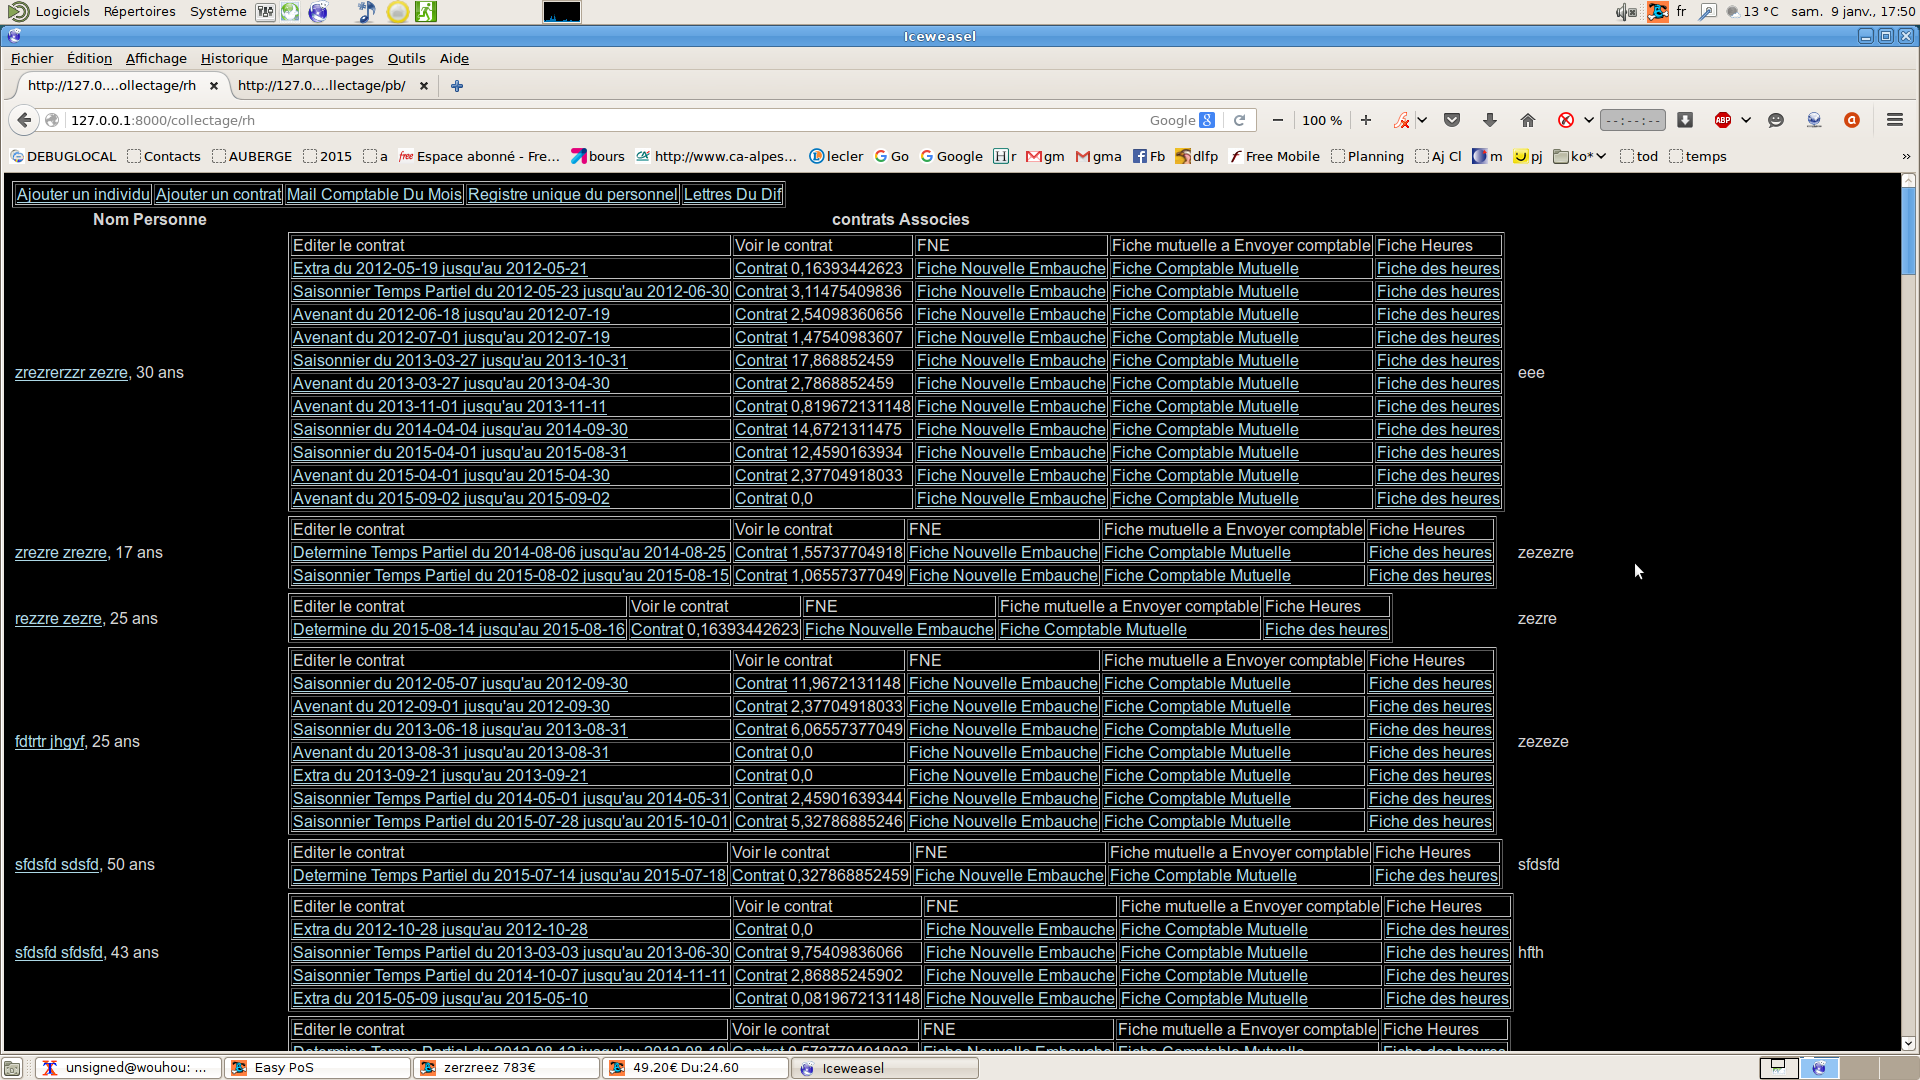 Logiciels Répertoires Système fr 13 °C sam. 9 janv., 17:50
Iceweasel
Fichier Édition Affichage Historique Marque-pages Outils Aide
http://127.0....ollectage/rh http://127.0....llectage/pb/
127.0.0.1:8000/collectage/rh Google 100 % --:--:-- ABP
DEBUGLOCAL Contacts AUBERGE 2015 a free Espace abonné - Fre... bours http://www.ca-alpes... lecler Go Google r gm gma Fb dlfp Free Mobile Planning Aj Cl m pj ko* tod temps »
Ajouter un individu Ajouter un contrat Mail Comptable Du Mois Registre unique du personnel Lettres Du Dif
Nom Personne contrats Associes
Editer le contrat Voir le contrat FNE Fiche mutuelle a Envoyer comptable Fiche Heures
Extra du 2012-05-19 jusqu'au 2012-05-21 Contrat 0,16393442623 Fiche Nouvelle Embauche Fiche Comptable Mutuelle Fiche des heures
Saisonnier Temps Partiel du 2012-05-23 jusqu'au 2012-06-30 Contrat 3,11475409836 Fiche Nouvelle Embauche Fiche Comptable Mutuelle Fiche des heures
Avenant du 2012-06-18 jusqu'au 2012-07-19 Contrat 2,54098360656 Fiche Nouvelle Embauche Fiche Comptable Mutuelle Fiche des heures
Avenant du 2012-07-01 jusqu'au 2012-07-19 Contrat 1,47540983607 Fiche Nouvelle Embauche Fiche Comptable Mutuelle Fiche des heures
Saisonnier du 2013-03-27 jusqu'au 2013-10-31 Contrat 17,868852459 Fiche Nouvelle Embauche Fiche Comptable Mutuelle Fiche des heures
zrezrerzzr zezre, 30 ans eee
Avenant du 2013-03-27 jusqu'au 2013-04-30 Contrat 2,7868852459 Fiche Nouvelle Embauche Fiche Comptable Mutuelle Fiche des heures
Avenant du 2013-11-01 jusqu'au 2013-11-11 Contrat 0,819672131148 Fiche Nouvelle Embauche Fiche Comptable Mutuelle Fiche des heures
Saisonnier du 2014-04-04 jusqu'au 2014-09-30 Contrat 14,6721311475 Fiche Nouvelle Embauche Fiche Comptable Mutuelle Fiche des heures
Saisonnier du 2015-04-01 jusqu'au 2015-08-31 Contrat 12,4590163934 Fiche Nouvelle Embauche Fiche Comptable Mutuelle Fiche des heures
Avenant du 2015-04-01 jusqu'au 2015-04-30 Contrat 2,37704918033 Fiche Nouvelle Embauche Fiche Comptable Mutuelle Fiche des heures
Avenant du 2015-09-02 jusqu'au 2015-09-02 Contrat 0,0 Fiche Nouvelle Embauche Fiche Comptable Mutuelle Fiche des heures
Editer le contrat Voir le contrat FNE Fiche mutuelle a Envoyer comptable Fiche Heures
zrezre zrezre, 17 ans Determine Temps Partiel du 2014-08-06 jusqu'au 2014-08-25 Contrat 1,55737704918 Fiche Nouvelle Embauche Fiche Comptable Mutuelle Fiche des heures zezezre
Saisonnier Temps Partiel du 2015-08-02 jusqu'au 2015-08-15 Contrat 1,06557377049 Fiche Nouvelle Embauche Fiche Comptable Mutuelle Fiche des heures
Editer le contrat Voir le contrat FNE Fiche mutuelle a Envoyer comptable Fiche Heures
rezzre zezre, 25 ans zezre
Determine du 2015-08-14 jusqu'au 2015-08-16 Contrat 0,16393442623 Fiche Nouvelle Embauche Fiche Comptable Mutuelle Fiche des heures
Editer le contrat Voir le contrat FNE Fiche mutuelle a Envoyer comptable Fiche Heures
Saisonnier du 2012-05-07 jusqu'au 2012-09-30 Contrat 11,9672131148 Fiche Nouvelle Embauche Fiche Comptable Mutuelle Fiche des heures
Avenant du 2012-09-01 jusqu'au 2012-09-30 Contrat 2,37704918033 Fiche Nouvelle Embauche Fiche Comptable Mutuelle Fiche des heures
Saisonnier du 2013-06-18 jusqu'au 2013-08-31 Contrat 6,06557377049 Fiche Nouvelle Embauche Fiche Comptable Mutuelle Fiche des heures
fdtrtr jhgyf, 25 ans zezeze
Avenant du 2013-08-31 jusqu'au 2013-08-31 Contrat 0,0 Fiche Nouvelle Embauche Fiche Comptable Mutuelle Fiche des heures
Extra du 2013-09-21 jusqu'au 2013-09-21 Contrat 0,0 Fiche Nouvelle Embauche Fiche Comptable Mutuelle Fiche des heures
Saisonnier Temps Partiel du 2014-05-01 jusqu'au 2014-05-31 Contrat 2,45901639344 Fiche Nouvelle Embauche Fiche Comptable Mutuelle Fiche des heures
Saisonnier Temps Partiel du 2015-07-28 jusqu'au 2015-10-01 Contrat 5,32786885246 Fiche Nouvelle Embauche Fiche Comptable Mutuelle Fiche des heures
Editer le contrat Voir le contrat FNE Fiche mutuelle a Envoyer comptable Fiche Heures
sfdsfd sdsfd, 50 ans sfdsfd
Determine Temps Partiel du 2015-07-14 jusqu'au 2015-07-18 Contrat 0,327868852459 Fiche Nouvelle Embauche Fiche Comptable Mutuelle Fiche des heures
Editer le contrat Voir le contrat FNE Fiche mutuelle a Envoyer comptable Fiche Heures
Extra du 2012-10-28 jusqu'au 2012-10-28 Contrat 0,0 Fiche Nouvelle Embauche Fiche Comptable Mutuelle Fiche des heures
sfdsfd sfdsfd, 43 ans Saisonnier Temps Partiel du 2013-03-03 jusqu'au 2013-06-30 Contrat 9,75409836066 Fiche Nouvelle Embauche Fiche Comptable Mutuelle Fiche des heures hfth
Saisonnier Temps Partiel du 2014-10-07 jusqu'au 2014-11-11 Contrat 2,86885245902 Fiche Nouvelle Embauche Fiche Comptable Mutuelle Fiche des heures
Extra du 2015-05-09 jusqu'au 2015-05-10 Contrat 0,0819672131148 Fiche Nouvelle Embauche Fiche Comptable Mutuelle Fiche des heures
Editer le contrat Voir le contrat FNE Fiche mutuelle a Envoyer comptable Fiche Heures
unsigned@wouhou: ... Easy PoS zerzreez 783€ 49.20€ Du:24.60 Iceweasel